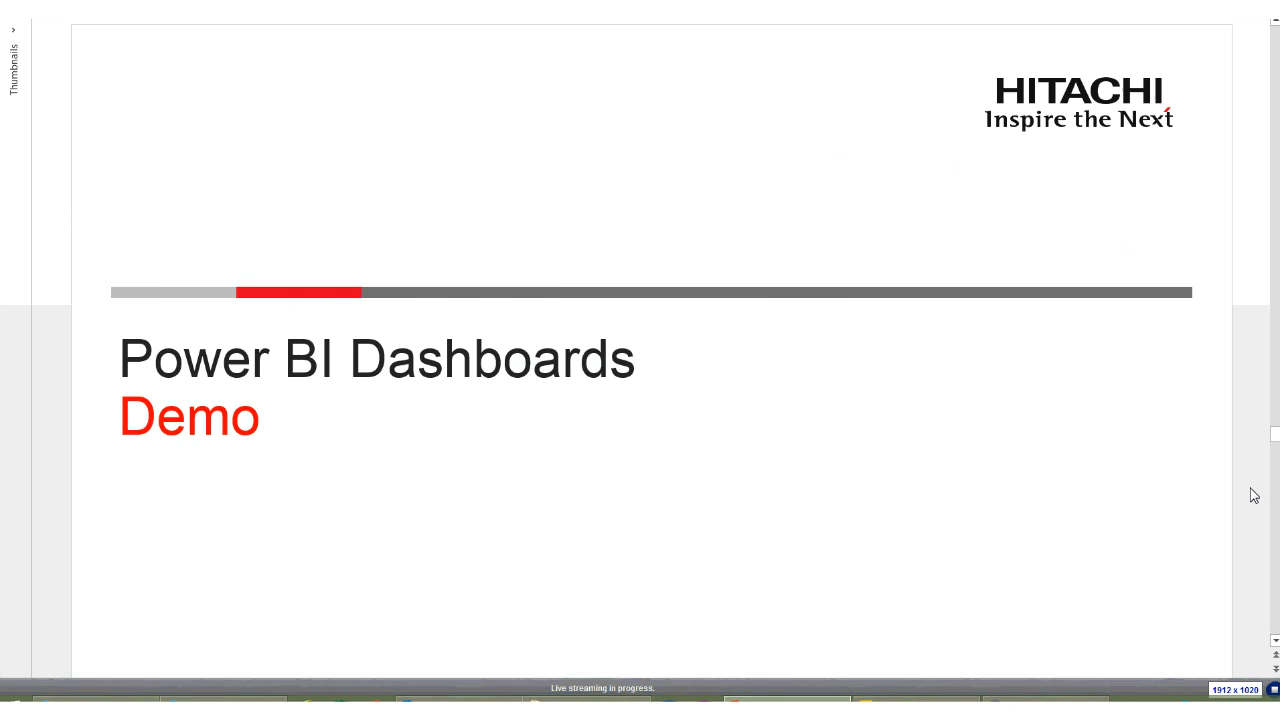 Thumbnails
HITACHI
Inspire the Next
Power BI Dashboards
Demo
Live streaming in progress.
1912 x 1020